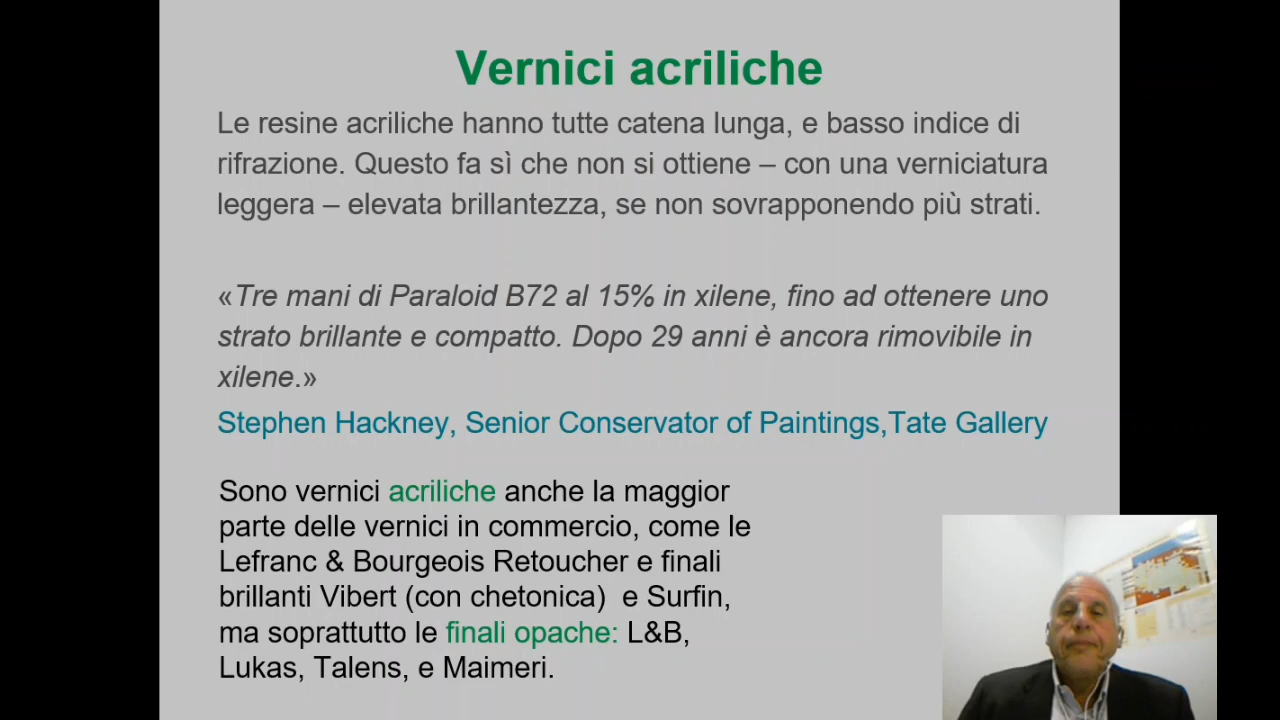 Vernici acriliche
Le resine acriliche hanno tutte catena lunga, e basso indice di
rifrazione. Questo fa sì che non si ottiene – con una verniciatura
leggera – elevata brillantezza, se non sovrapponendo più strati.
«Tre mani di Paraloid B72 al 15% in xilene, fino ad ottenere uno
strato brillante e compatto. Dopo 29 anni è ancora rimovibile in
xilene.»
Stephen Hackney, Senior Conservator of Paintings,Tate Gallery
Sono vernici acriliche anche la maggior
parte delle vernici in commercio, come le
Lefranc & Bourgeois Retoucher e finali
brillanti Vibert (con chetonica)  e Surfin,
ma soprattutto le finali opache: L&B,
Lukas, Talens, e Maimeri.